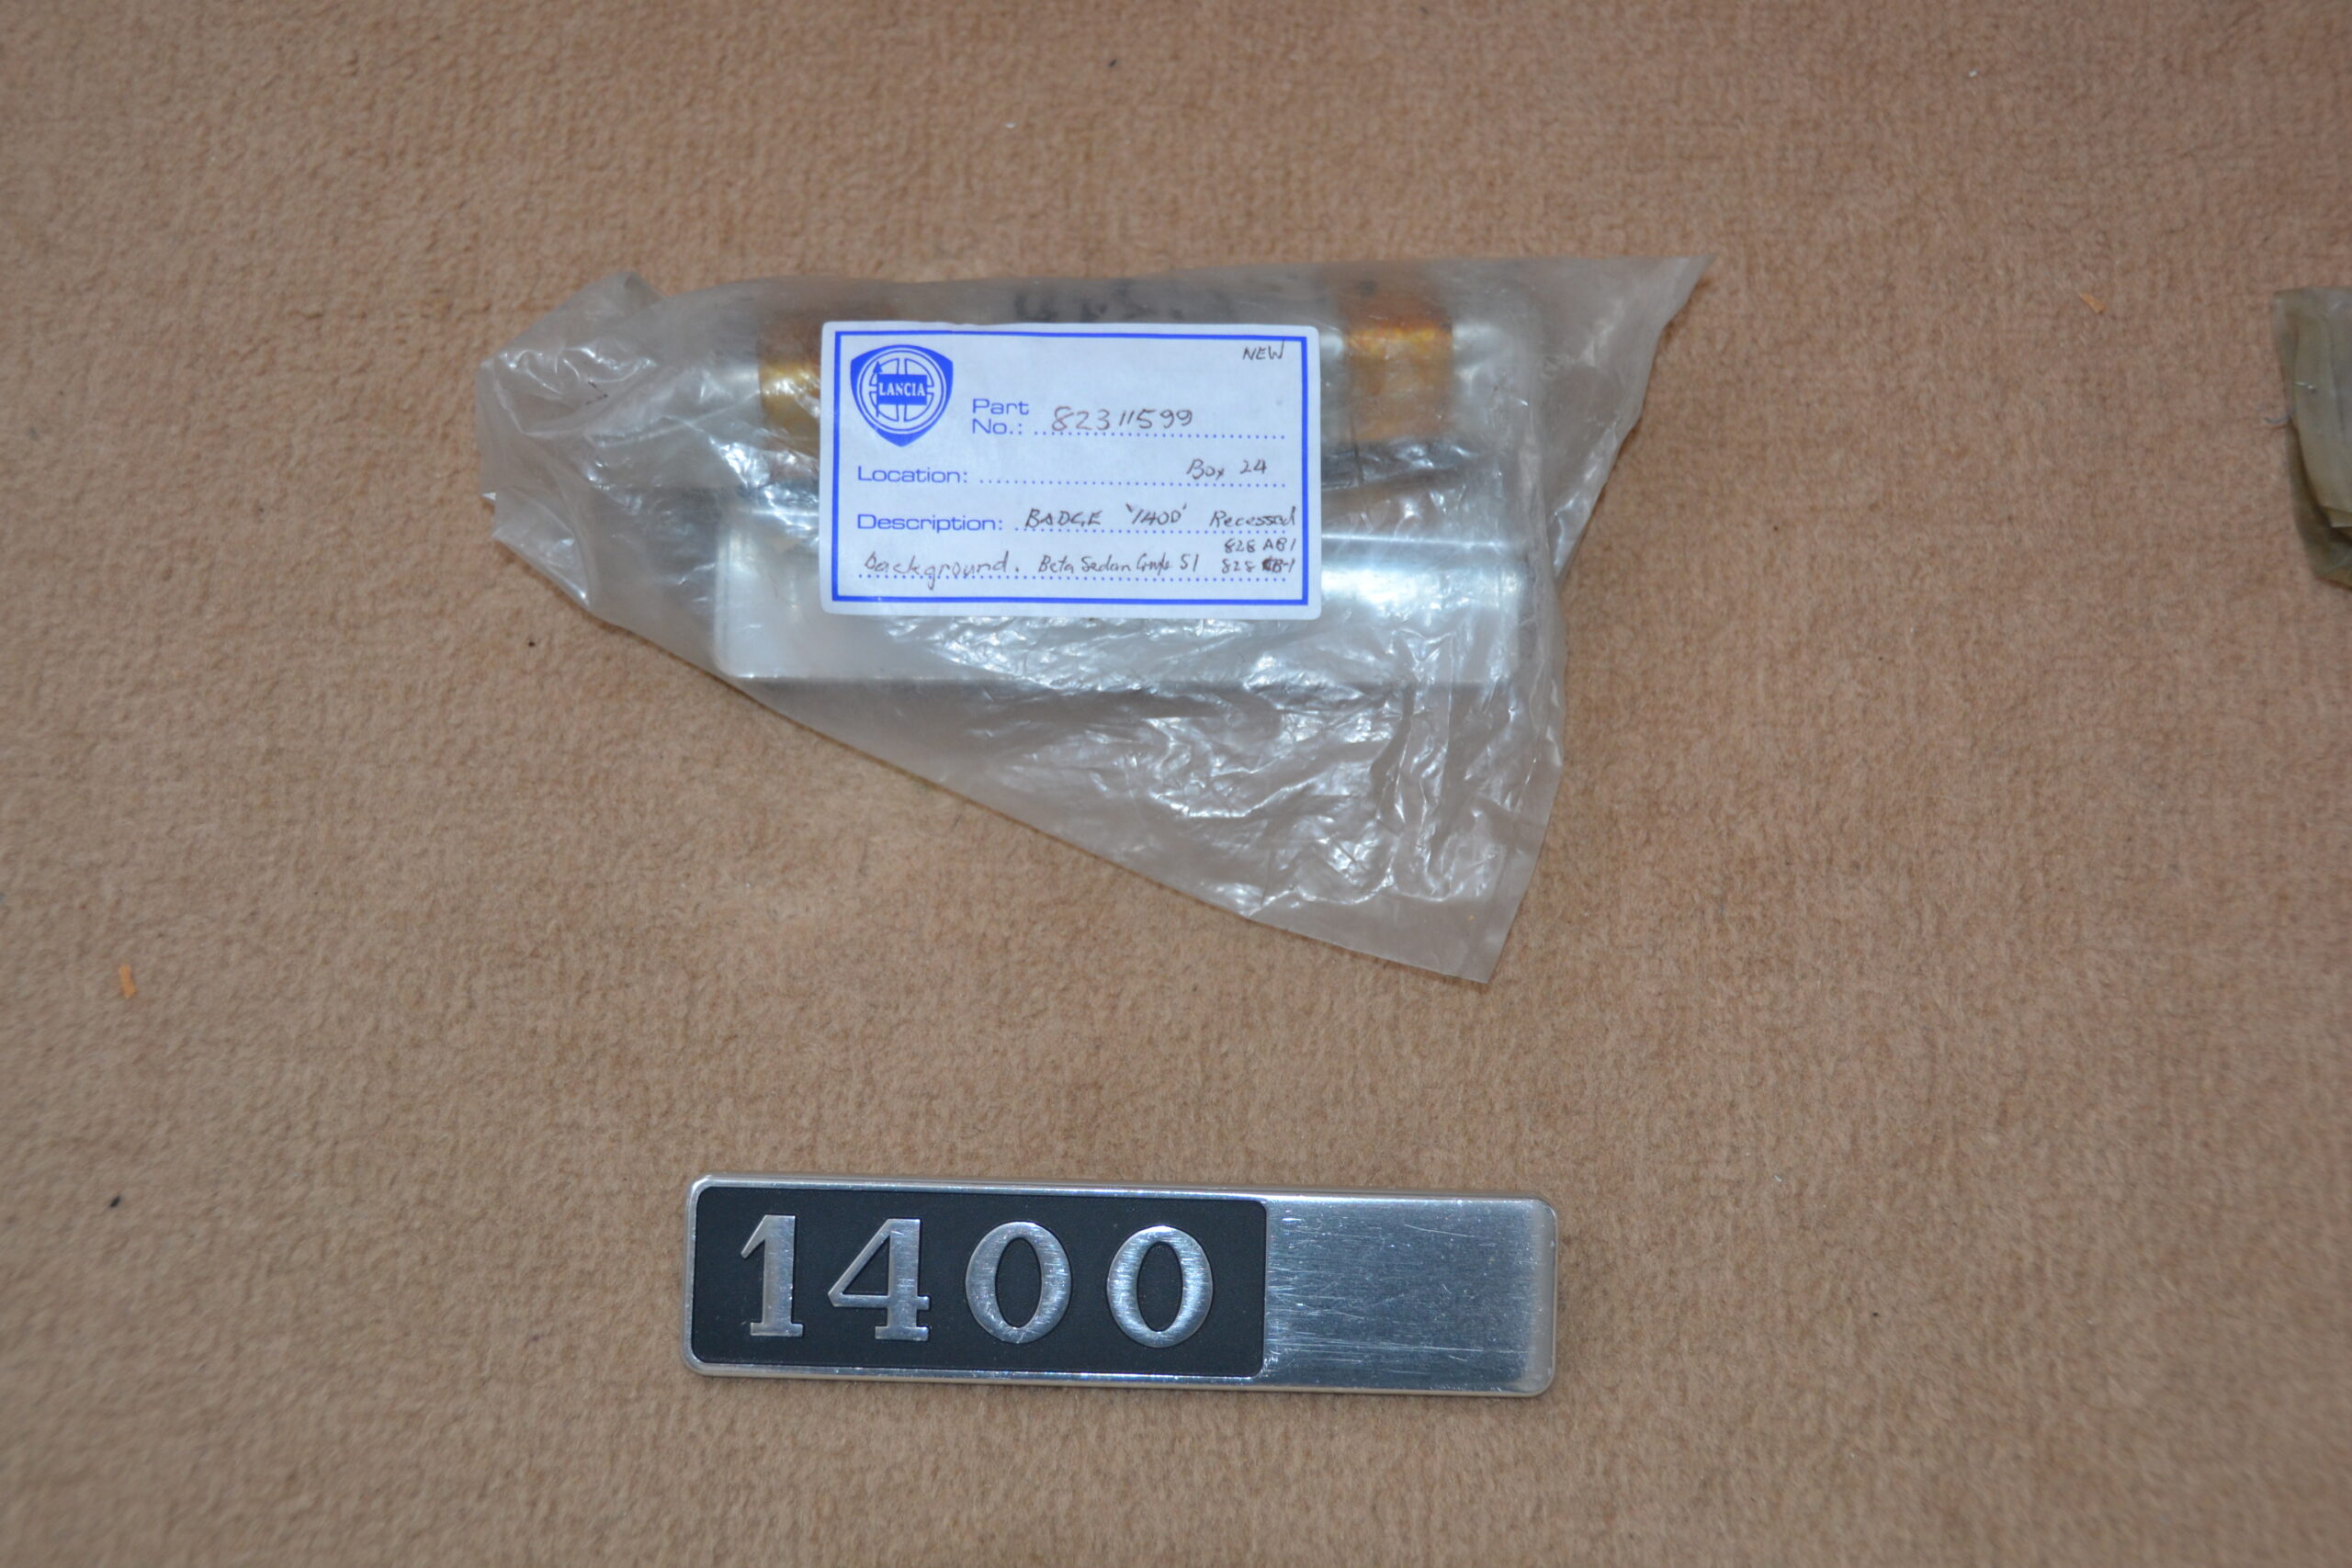 NEW
LANCIA
Part
No.: 82311599
Location: Box 24
Description: BADGE '1400' Recessed
828 AB1
background. Beta Sedan S1 828
1400